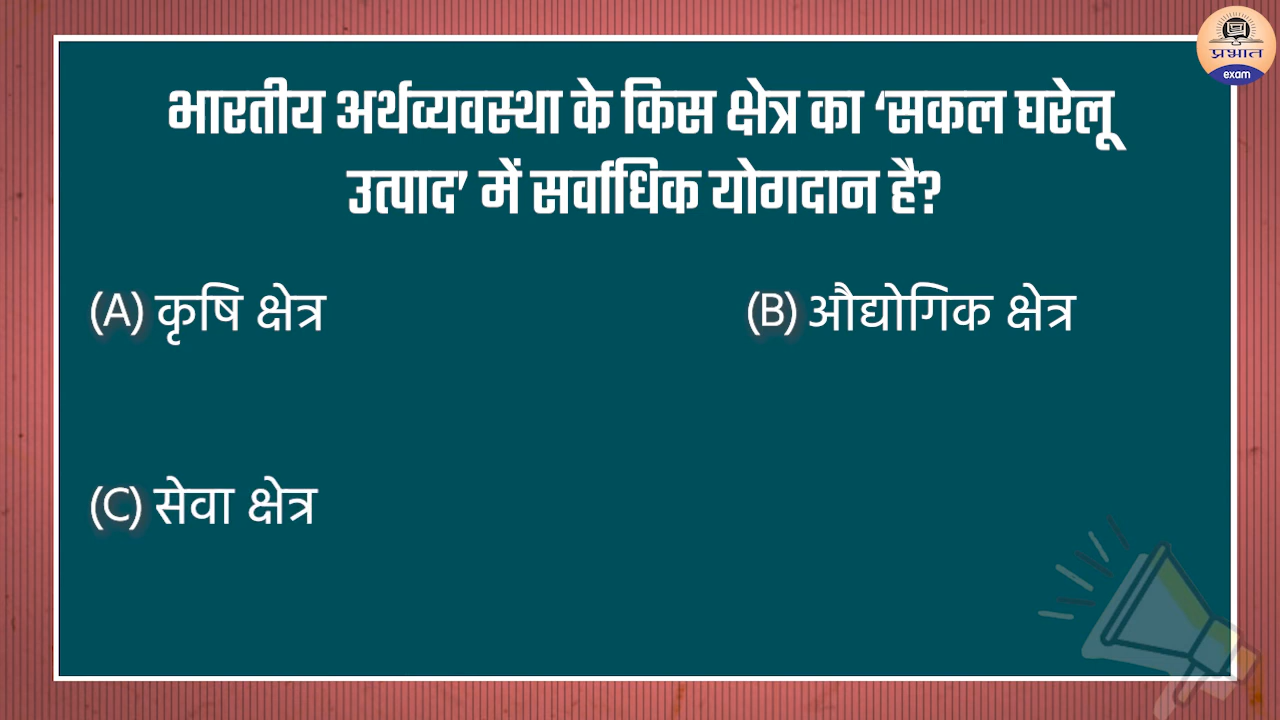 भारतीय अर्थव्यवस्था के किस क्षेत्र का ‘सकल घरेलू
उत्पाद’ में सर्वाधिक योगदान है?
(A) कृषि क्षेत्र
(B) औद्योगिक क्षेत्र
(C) सेवा क्षेत्र
प्रभात
exam